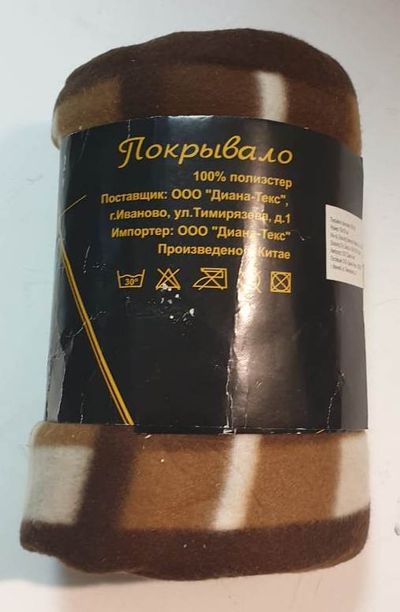 Покрывало
100% полиэстер
Поставщик: ООО "Диана-Текс",
г.Иваново, ул.Тимирязева, д.1
Импортер: ООО "Диана-Текс"
Произведено Китае
30°